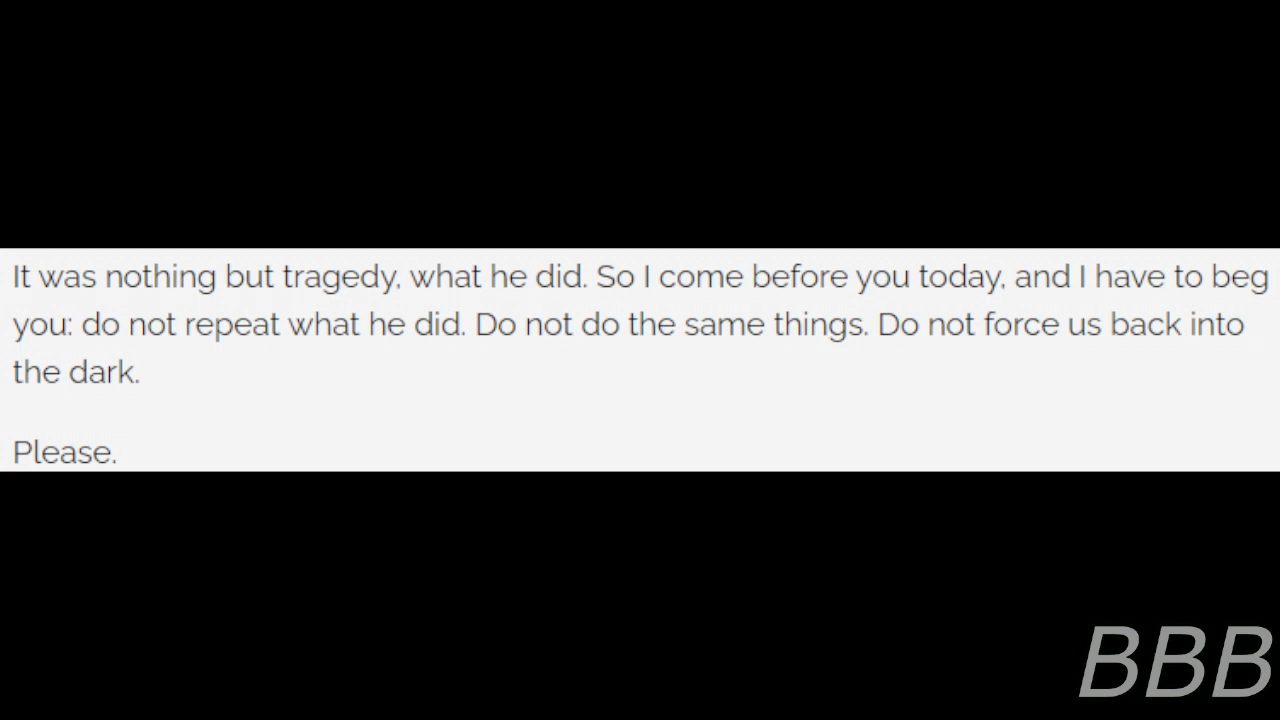 It was nothing but tragedy, what he did. So I come before you today, and I have to beg
you: do not repeat what he did. Do not do the same things. Do not force us back into
the dark.
Please.
BBB